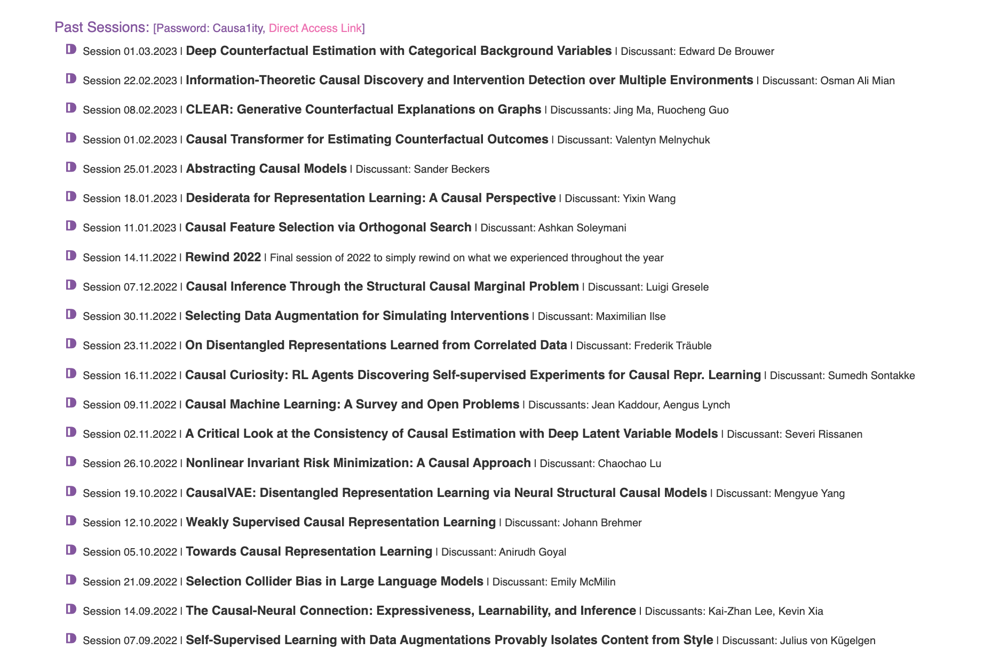 Past Sessions: [Password: Causa1ity, Direct Access Link]
Session 01.03.2023 | Deep Counterfactual Estimation with Categorical Background Variables | Discussant: Edward De Brouwer
Session 22.02.2023 | Information-Theoretic Causal Discovery and Intervention Detection over Multiple Environments | Discussant: Osman Ali Mian
Session 08.02.2023 | CLEAR: Generative Counterfactual Explanations on Graphs | Discussants: Jing Ma, Ruocheng Guo
Session 01.02.2023 | Causal Transformer for Estimating Counterfactual Outcomes | Discussant: Valentyn Melnychuk
Session 25.01.2023 | Abstracting Causal Models | Discussant: Sander Beckers
Session 18.01.2023 | Desiderata for Representation Learning: A Causal Perspective | Discussant: Yixin Wang
Session 11.01.2023 | Causal Feature Selection via Orthogonal Search | Discussant: Ashkan Soleymani
Session 14.11.2022 | Rewind 2022 | Final session of 2022 to simply rewind on what we experienced throughout the year
Session 07.12.2022 | Causal Inference Through the Structural Causal Marginal Problem | Discussant: Luigi Gresele
Session 30.11.2022 | Selecting Data Augmentation for Simulating Interventions | Discussant: Maximilian Ilse
Session 23.11.2022 | On Disentangled Representations Learned from Correlated Data | Discussant: Frederik Träuble
Session 16.11.2022 | Causal Curiosity: RL Agents Discovering Self-supervised Experiments for Causal Repr. Learning | Discussant: Sumedh Sontakke
Session 09.11.2022 | Causal Machine Learning: A Survey and Open Problems | Discussants: Jean Kaddour, Aengus Lynch
Session 02.11.2022 | A Critical Look at the Consistency of Causal Estimation with Deep Latent Variable Models | Discussant: Severi Rissanen
Session 26.10.2022 | Nonlinear Invariant Risk Minimization: A Causal Approach | Discussant: Chaochao Lu
Session 19.10.2022 | CausalVAE: Disentangled Representation Learning via Neural Structural Causal Models | Discussant: Mengyue Yang
Session 12.10.2022 | Weakly Supervised Causal Representation Learning | Discussant: Johann Brehmer
Session 05.10.2022 | Towards Causal Representation Learning | Discussant: Anirudh Goyal
Session 21.09.2022 | Selection Collider Bias in Large Language Models | Discussant: Emily McMilin
Session 14.09.2022 | The Causal-Neural Connection: Expressiveness, Learnability, and Inference | Discussants: Kai-Zhan Lee, Kevin Xia
Session 07.09.2022 | Self-Supervised Learning with Data Augmentations Provably Isolates Content from Style | Discussant: Julius von Kügelgen